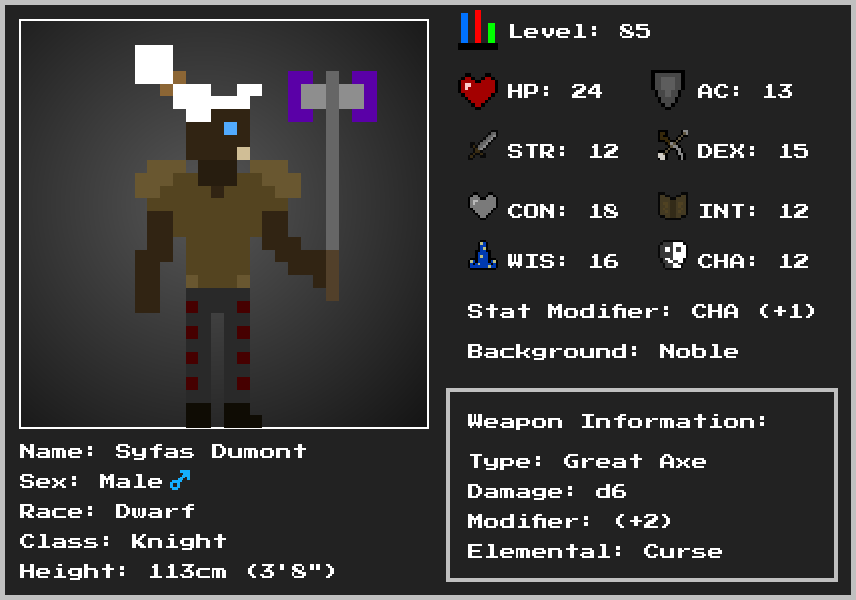 Level: 85
HP: 24
AC: 13
STR: 12
DEX: 15
CON: 18
INT: 12
WIS: 16
CHA: 12
Stat Modifier: CHA (+1)
Background: Noble
Name: Syfas Dumont
Sex: Male ♂
Race: Dwarf
Class: Knight
Height: 113cm (3'8")
Weapon Information:
Type: Great Axe
Damage: d6
Modifier: (+2)
Elemental: Curse